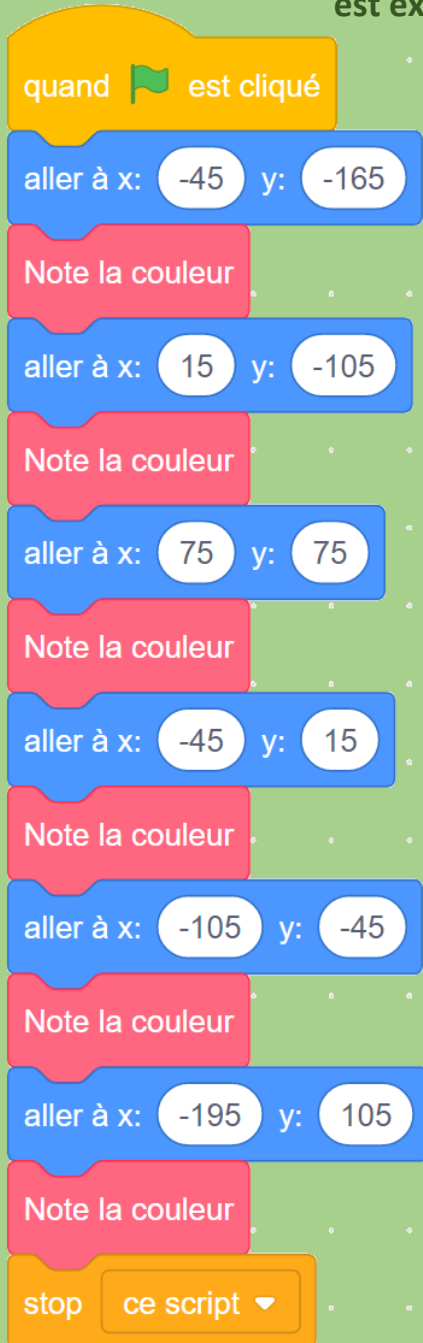 est ex
quand est cliqué
aller à x: -45 y: -165
Note la couleur
aller à x: 15 y: -105
Note la couleur
aller à x: 75 y: 75
Note la couleur
aller à x: -45 y: 15
Note la couleur
aller à x: -105 y: -45
Note la couleur
aller à x: -195 y: 105
Note la couleur
stop ce script